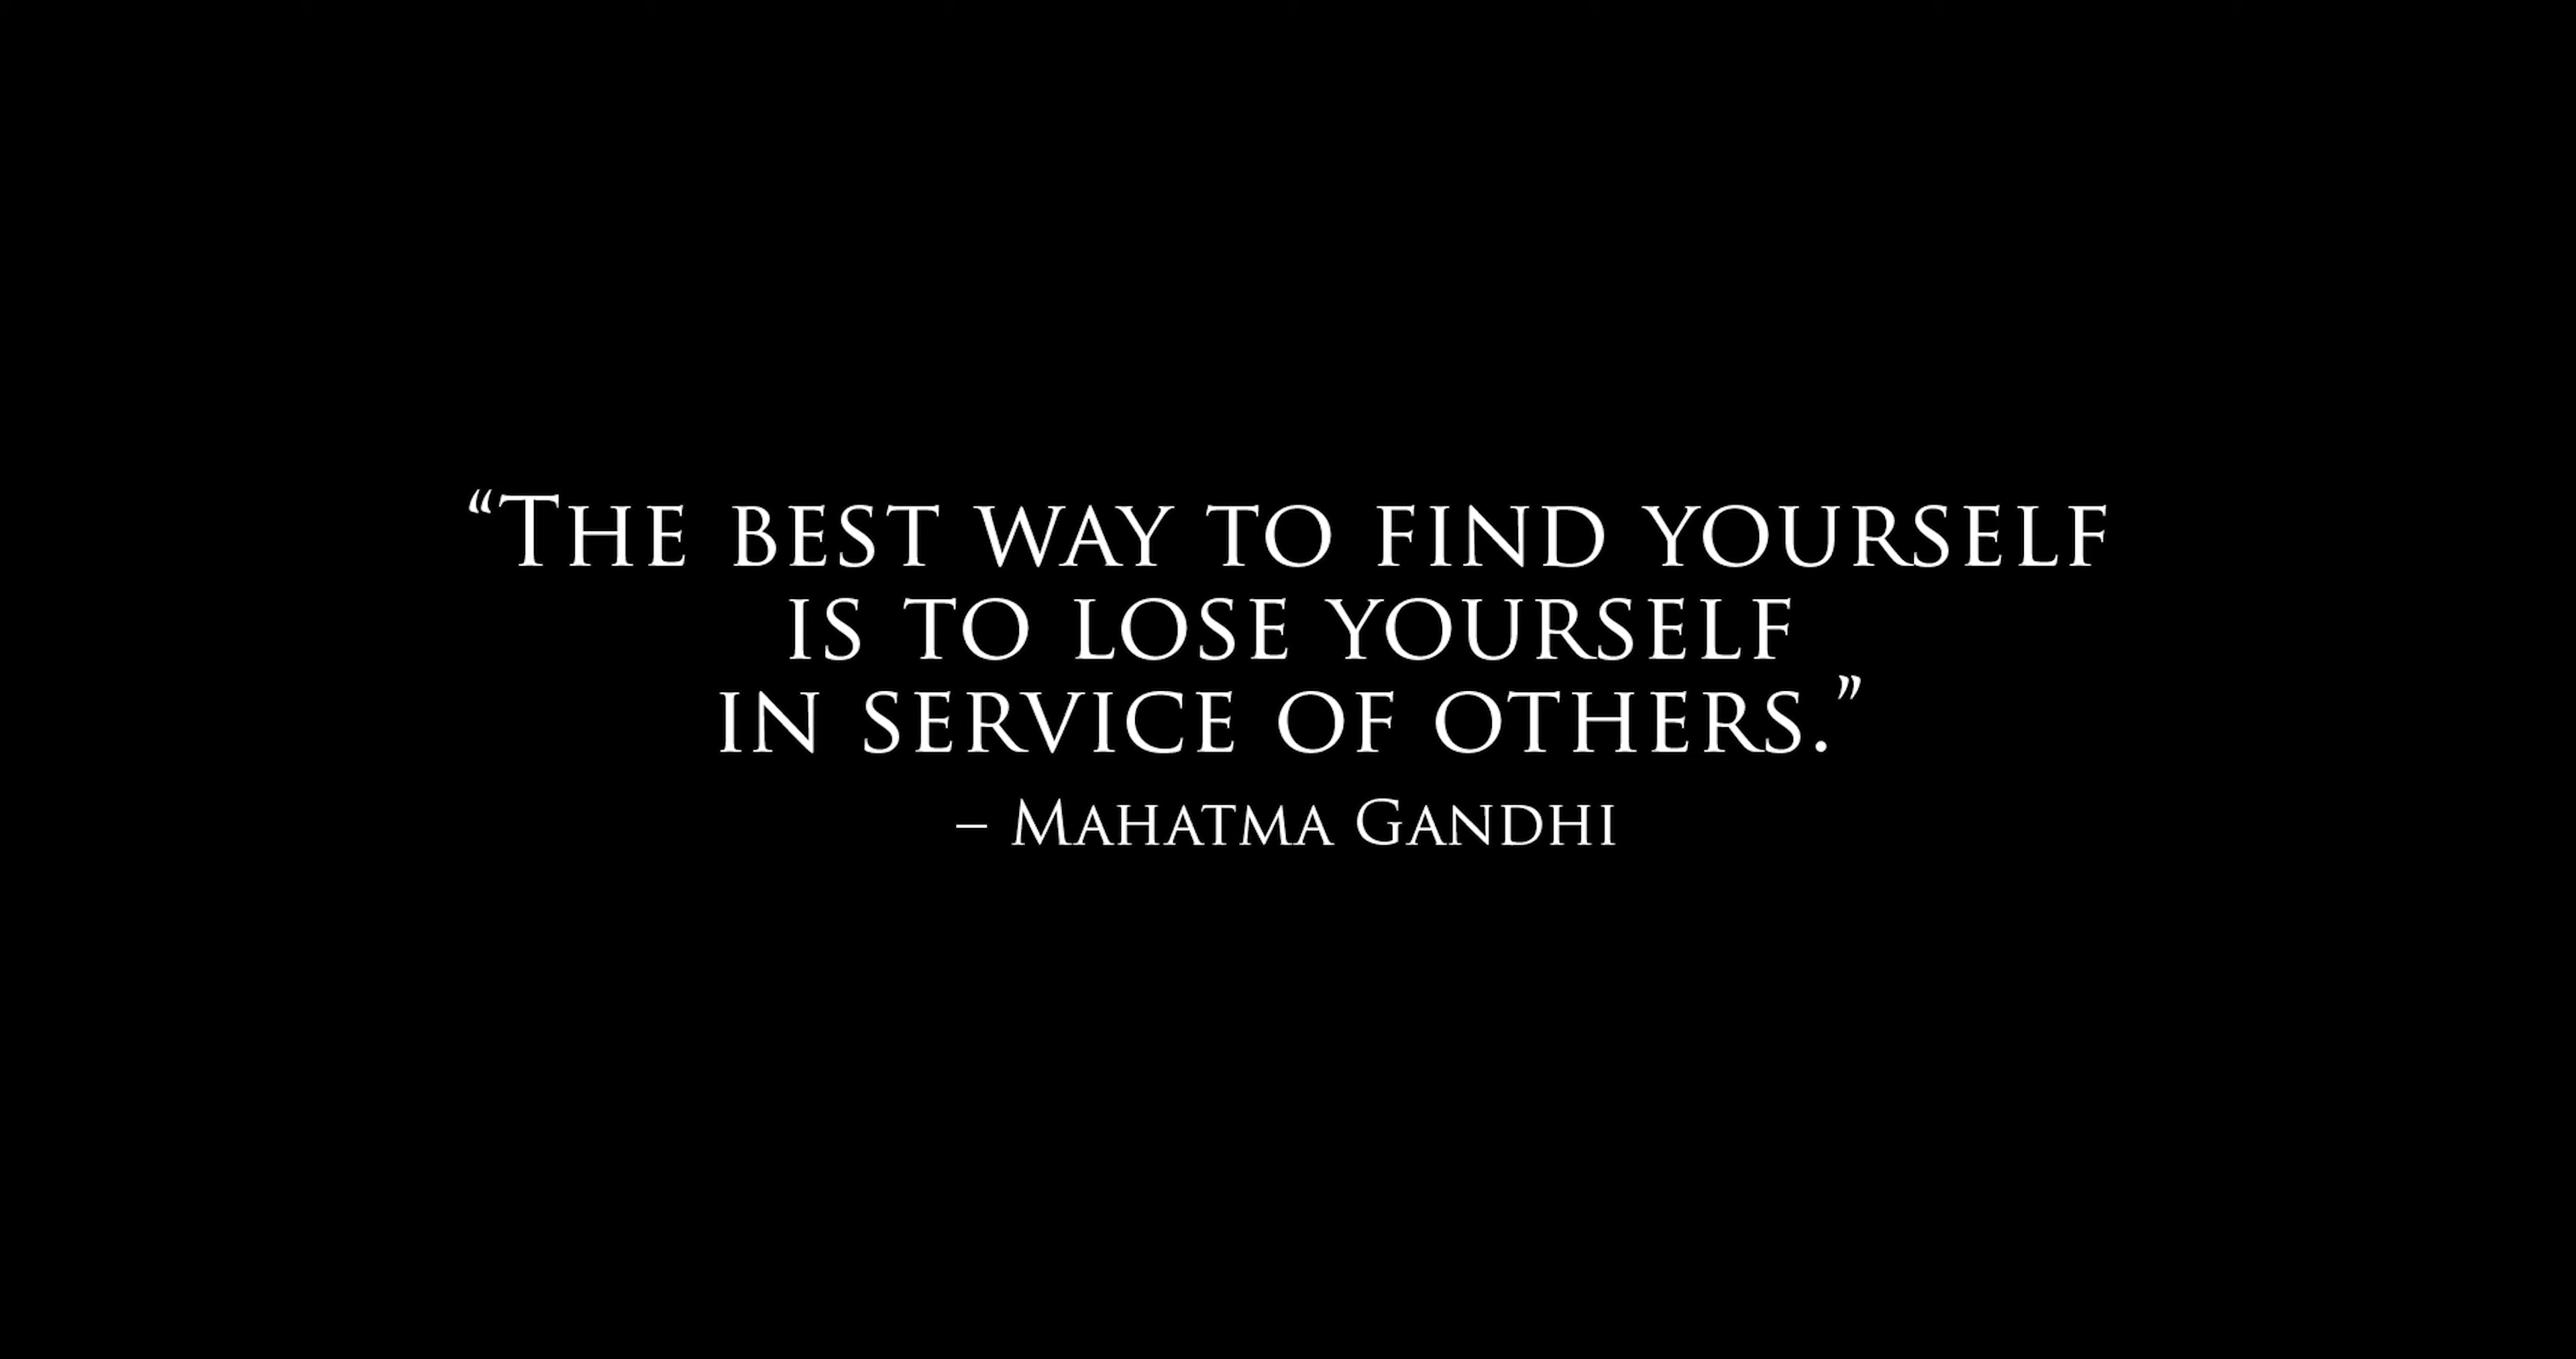 “The best way to find yourself
is to lose yourself
in service of others.”
– Mahatma Gandhi